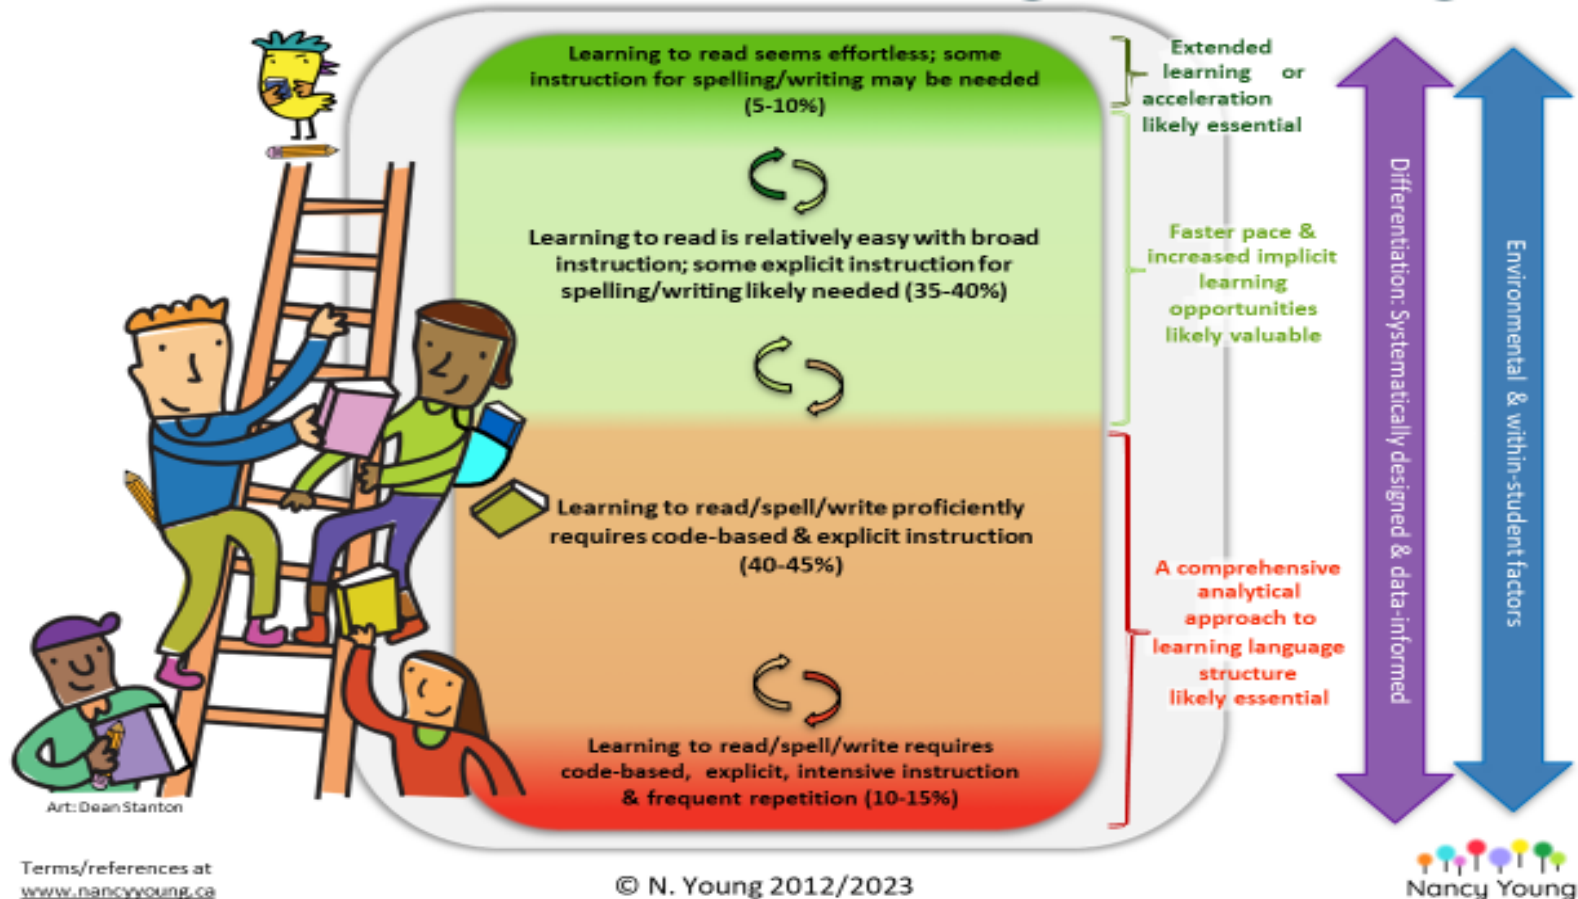 Learning to read seems effortless; some
instruction for spelling/writing may be needed
(5-10%)
Learning to read is relatively easy with broad
instruction; some explicit instruction for
spelling/writing likely needed (35-40%)
Learning to read/spell/write proficiently
requires code-based & explicit instruction
(40-45%)
Learning to read/spell/write requires
code-based, explicit, intensive instruction
& frequent repetition (10-15%)
Extended
learning or
acceleration
likely essential
Faster pace &
increased implicit
learning
opportunities
likely valuable
A comprehensive
analytical
approach to
learning language
structure
likely essential
Differentiation: Systematically designed & data-informed
Environmental & within-student factors
Art: Dean Stanton
Terms/references at
www.nancyyoung.ca
© N. Young 2012/2023
Nancy Young